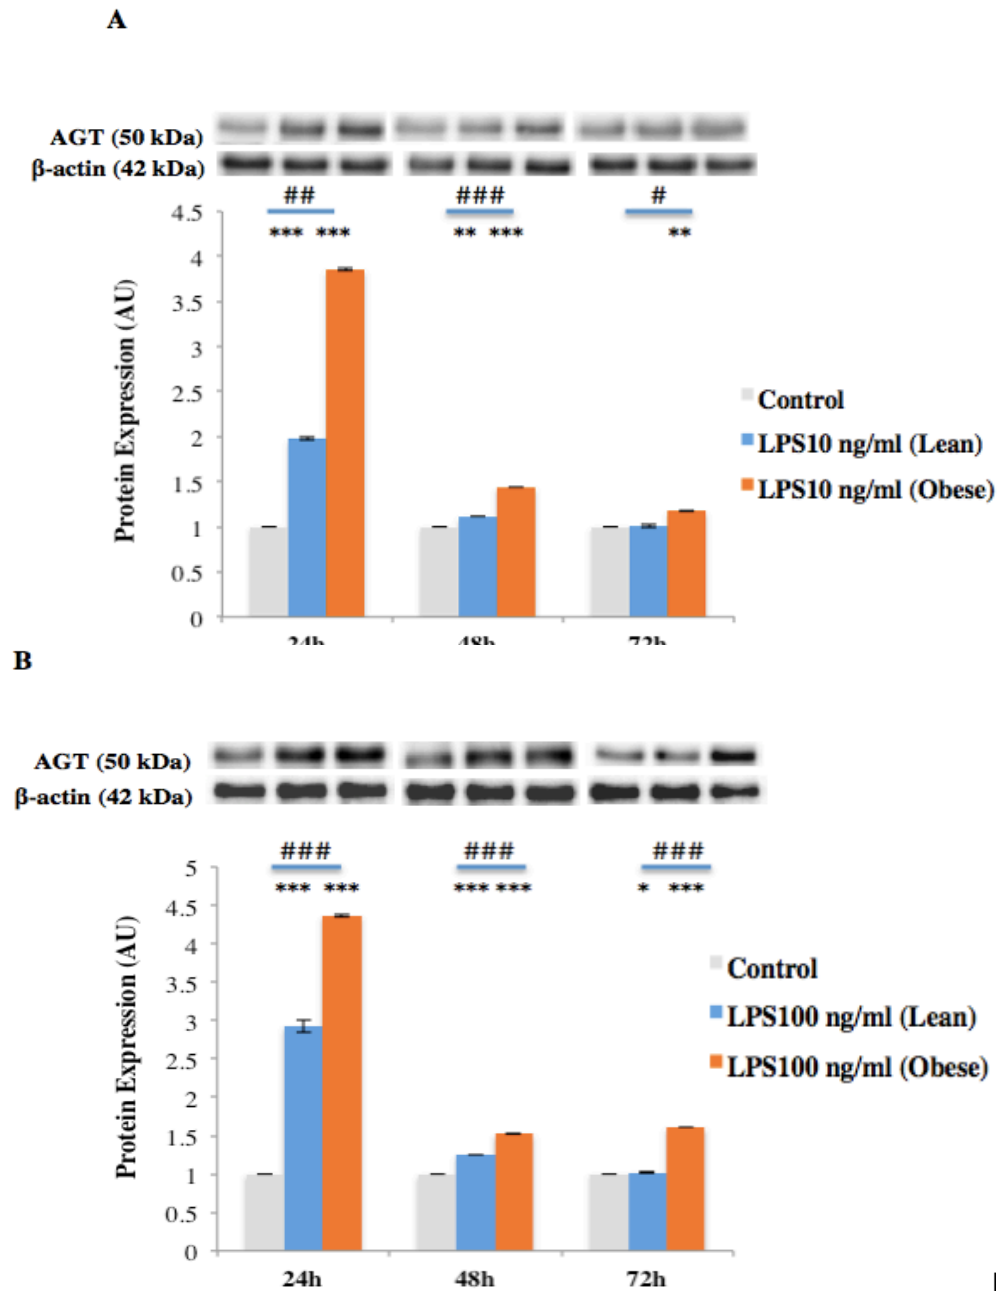 A
AGT (50 kDa)
β-actin (42 kDa)
## ### #
*** *** ** *** **
4.5
4
3.5
3
2.5
2
1.5
1
0.5
0
Protein Expression (AU)
Control
LPS10 ng/ml (Lean)
LPS10 ng/ml (Obese)
24h 48h 72h
B
AGT (50 kDa)
β-actin (42 kDa)
### ### ###
*** *** *** *** * ***
5
4.5
4
3.5
3
2.5
2
1.5
1
0.5
0
Protein Expression (AU)
Control
LPS100 ng/ml (Lean)
LPS100 ng/ml (Obese)
24h 48h 72h